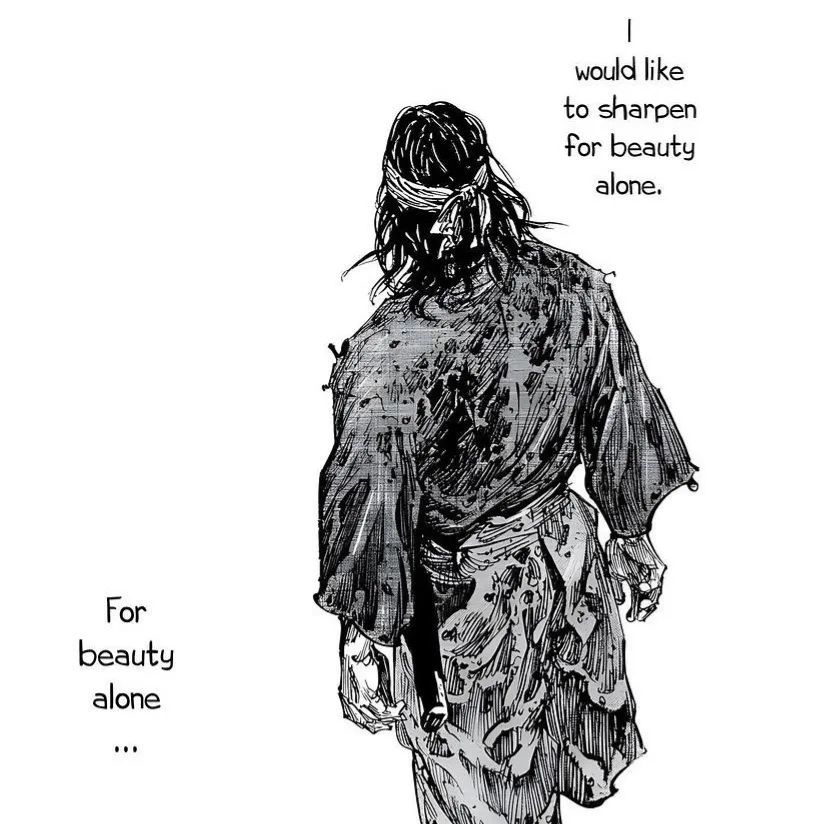 I
would like
to sharpen
for beauty
alone.
For
beauty
alone
...